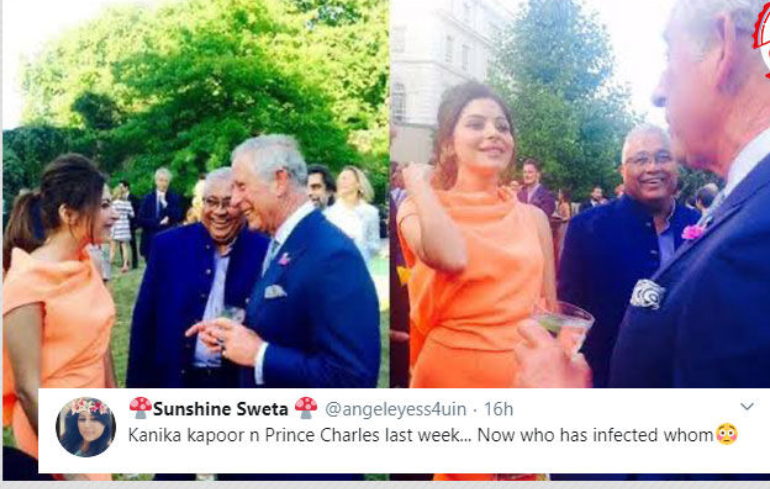 Sunshine Sweta @angeleyess4uin · 16h
Kanika kapoor n Prince Charles last week... Now who has infected whom